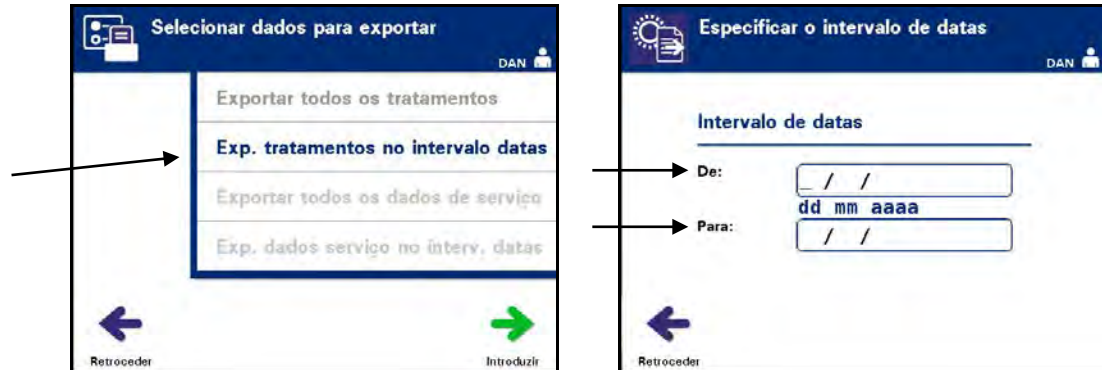 Selecionar dados para exportar
DAN
Exportar todos os tratamentos
Exp. tratamentos no intervalo datas
Exportar todos os dados de serviço
Exp. dados serviço no interv. datas
Retroceder
Introduzir
Especificar o intervalo de datas
DAN
Intervalo de datas
De:
_ / /
dd mm aaaa
Para:
/ /
Retroceder